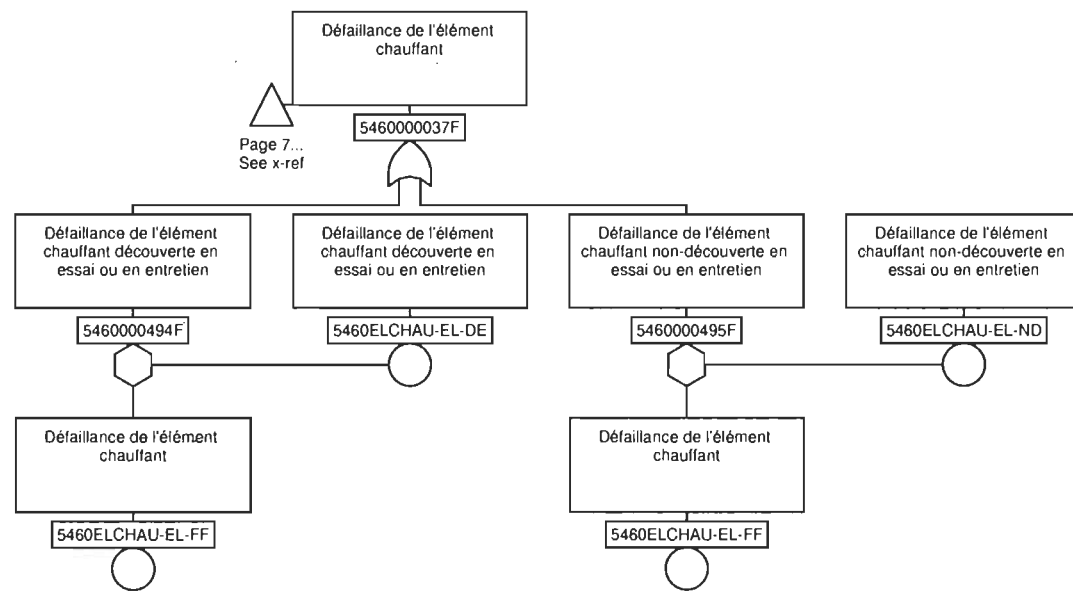 Défaillance de l'élément
chauffant
5460000037F
Page 7...
See x-ref
Défaillance de l'élément
chauffant découverte en
essai ou en entretien
Défaillance de l'élément
chauffant découverte en
essai ou en entretien
Défaillance de l'élément
chauffant non-découverte en
essai ou en entretien
Défaillance de l'élément
chauffant non-découverte en
essai ou en entretien
5460000494F
5460ELCHAU-EL-DE
5460000495F
5460ELCHAU-EL-ND
Défaillance de l'élément
chauffant
Défaillance de l'élément
chauffant
5460ELCHAU-EL-FF
5460ELCHAU-EL-FF